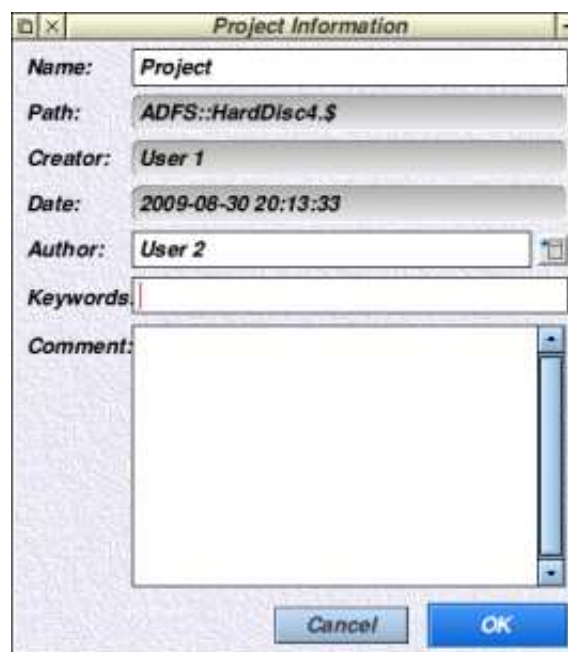 Project Information
Name: Project
Path: ADFS::HardDisc4.$
Creator: User 1
Date: 2009-08-30 20:13:33
Author: User 2
Keywords:
Comment:
Cancel OK